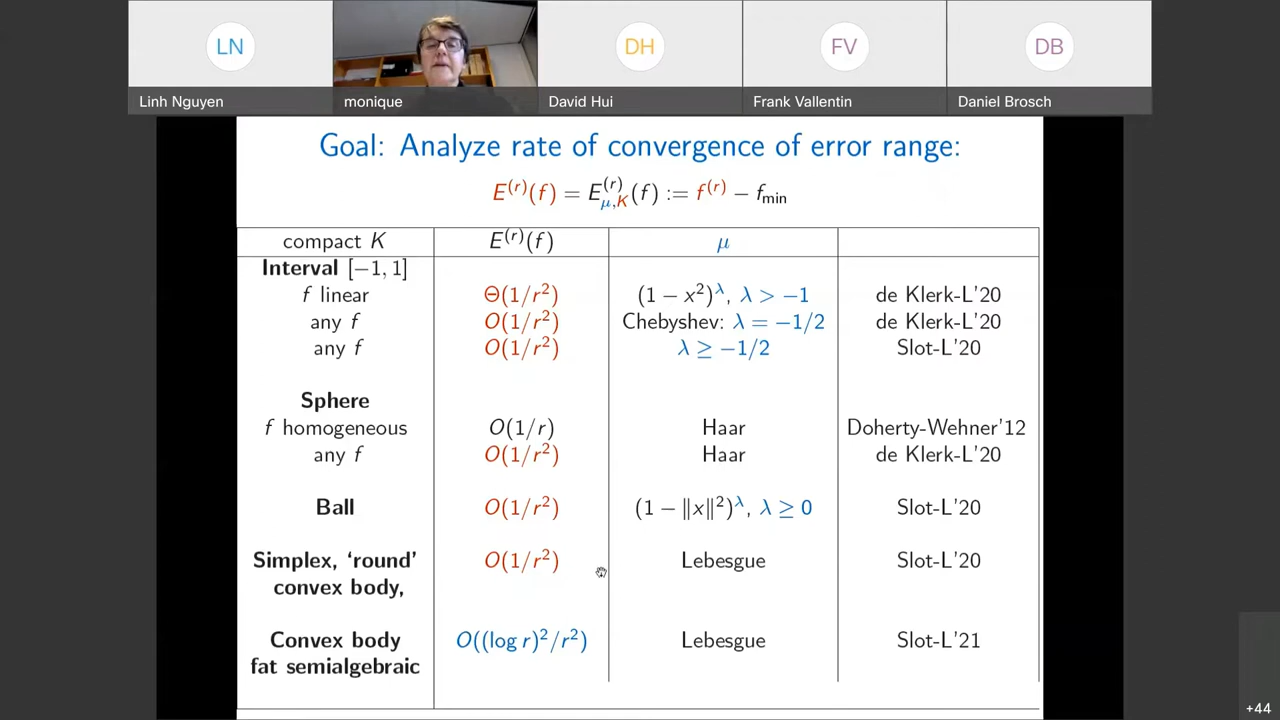 LN
DH
FV
DB
Linh Nguyen
monique
David Hui
Frank Vallentin
Daniel Brosch
Goal: Analyze rate of convergence of error range:
E^(r)(f) = E^(r)_μ,K(f) := f^(r) − f_min
compact K E^(r)(f) μ
Interval [−1, 1]
f linear Θ(1/r²) (1 − x²)^λ, λ > −1 de Klerk-L'20
any f O(1/r²) Chebyshev: λ = −1/2 de Klerk-L'20
any f O(1/r²) λ ≥ −1/2 Slot-L'20
Sphere
f homogeneous O(1/r) Haar Doherty-Wehner'12
any f O(1/r²) Haar de Klerk-L'20
Ball O(1/r²) (1 − ‖x‖²)^λ, λ ≥ 0 Slot-L'20
Simplex, 'round' O(1/r²) Lebesgue Slot-L'20
convex body,
Convex body O((log r)²/r²) Lebesgue Slot-L'21
fat semialgebraic
+44